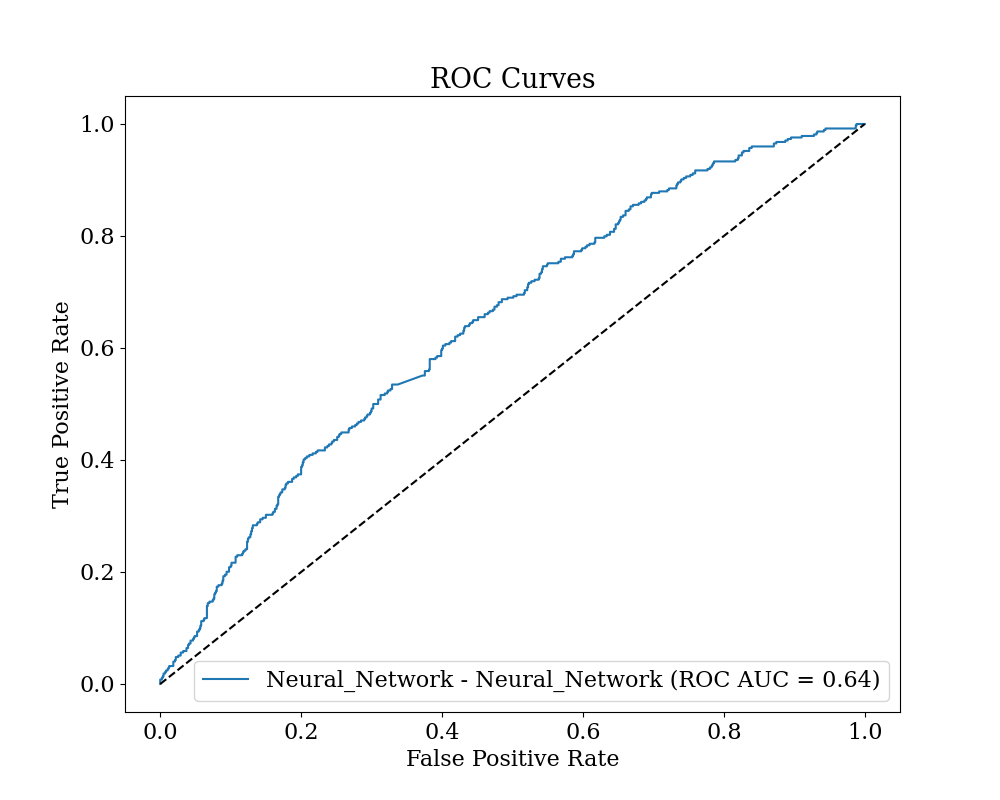 ROC Curves
True Positive Rate
1.0
0.8
0.6
0.4
0.2
0.0
Neural_Network - Neural_Network (ROC AUC = 0.64)
0.0 0.2 0.4 0.6 0.8 1.0
False Positive Rate